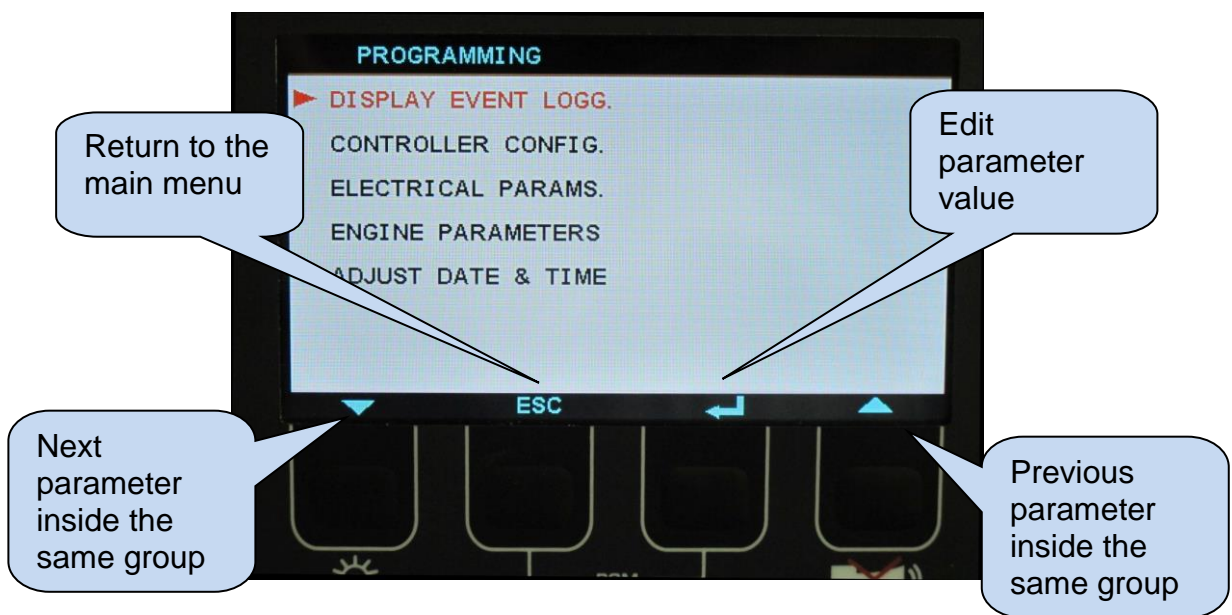 PROGRAMMING
DISPLAY EVENT LOGG.
CONTROLLER CONFIG.
ELECTRICAL PARAMS.
ENGINE PARAMETERS
ADJUST DATE & TIME
ESC
Return to the
main menu
Edit
parameter
value
Next
parameter
inside the
same group
Previous
parameter
inside the
same group